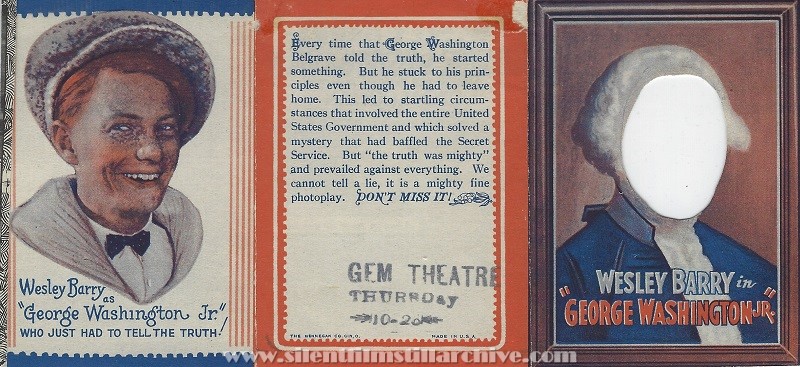 Wesley Barry
as
"George Washington Jr."
WHO JUST HAD TO TELL THE TRUTH!
Every time that George Washington
Belgrave told the truth, he started
something. But he stuck to his prin-
ciples even though he had to leave
home. This led to startling circum-
stances that involved the entire United
States Government and which solved a
mystery that had baffled the Secret
Service. But "the truth was mighty"
and prevailed against everything. We
cannot tell a lie, it is a mighty fine
photoplay. DON'T MISS IT!
GEM THEATRE
THURSDAY
10-20
THE HENNEGAN CO. CIN, O. MADE IN U.S.A.
WESLEY BARRY in
"GEORGE WASHINGTON JR."
www.silentfilmstillarchive.com